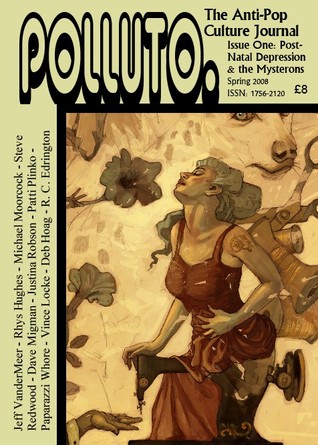 POLLUTO.
The Anti-Pop
Culture Journal
Issue One: Post-
Natal Depression
& the Mysterons
Spring 2008
ISSN: 1756-2120
£8
Jeff VanderMeer - Rhys Hughes - Michael Moorcock - Steve
Redwood - Dave Migman - Justina Robson - Patti Plinko -
Paparazzi Whore - Vince Locke - Deb Hoag - R. C. Edrington